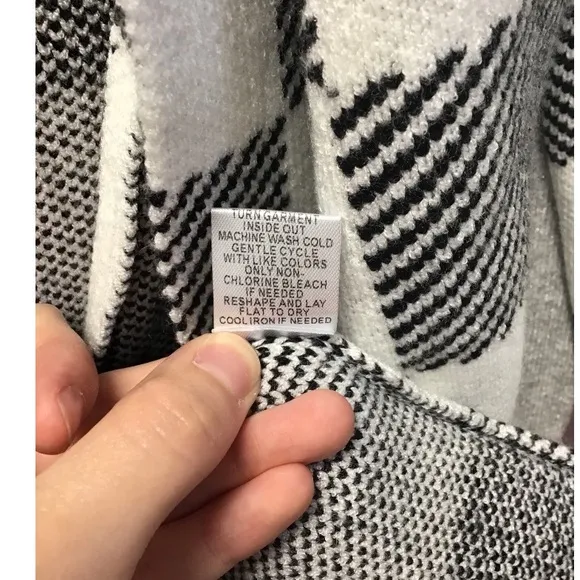 TURN GARMENT
INSIDE OUT
MACHINE WASH COLD
GENTLE CYCLE
WITH LIKE COLORS
ONLY NON-
CHLORINE BLEACH
IF NEEDED
RESHAPE AND LAY
FLAT TO DRY
COOL IRON IF NEEDED